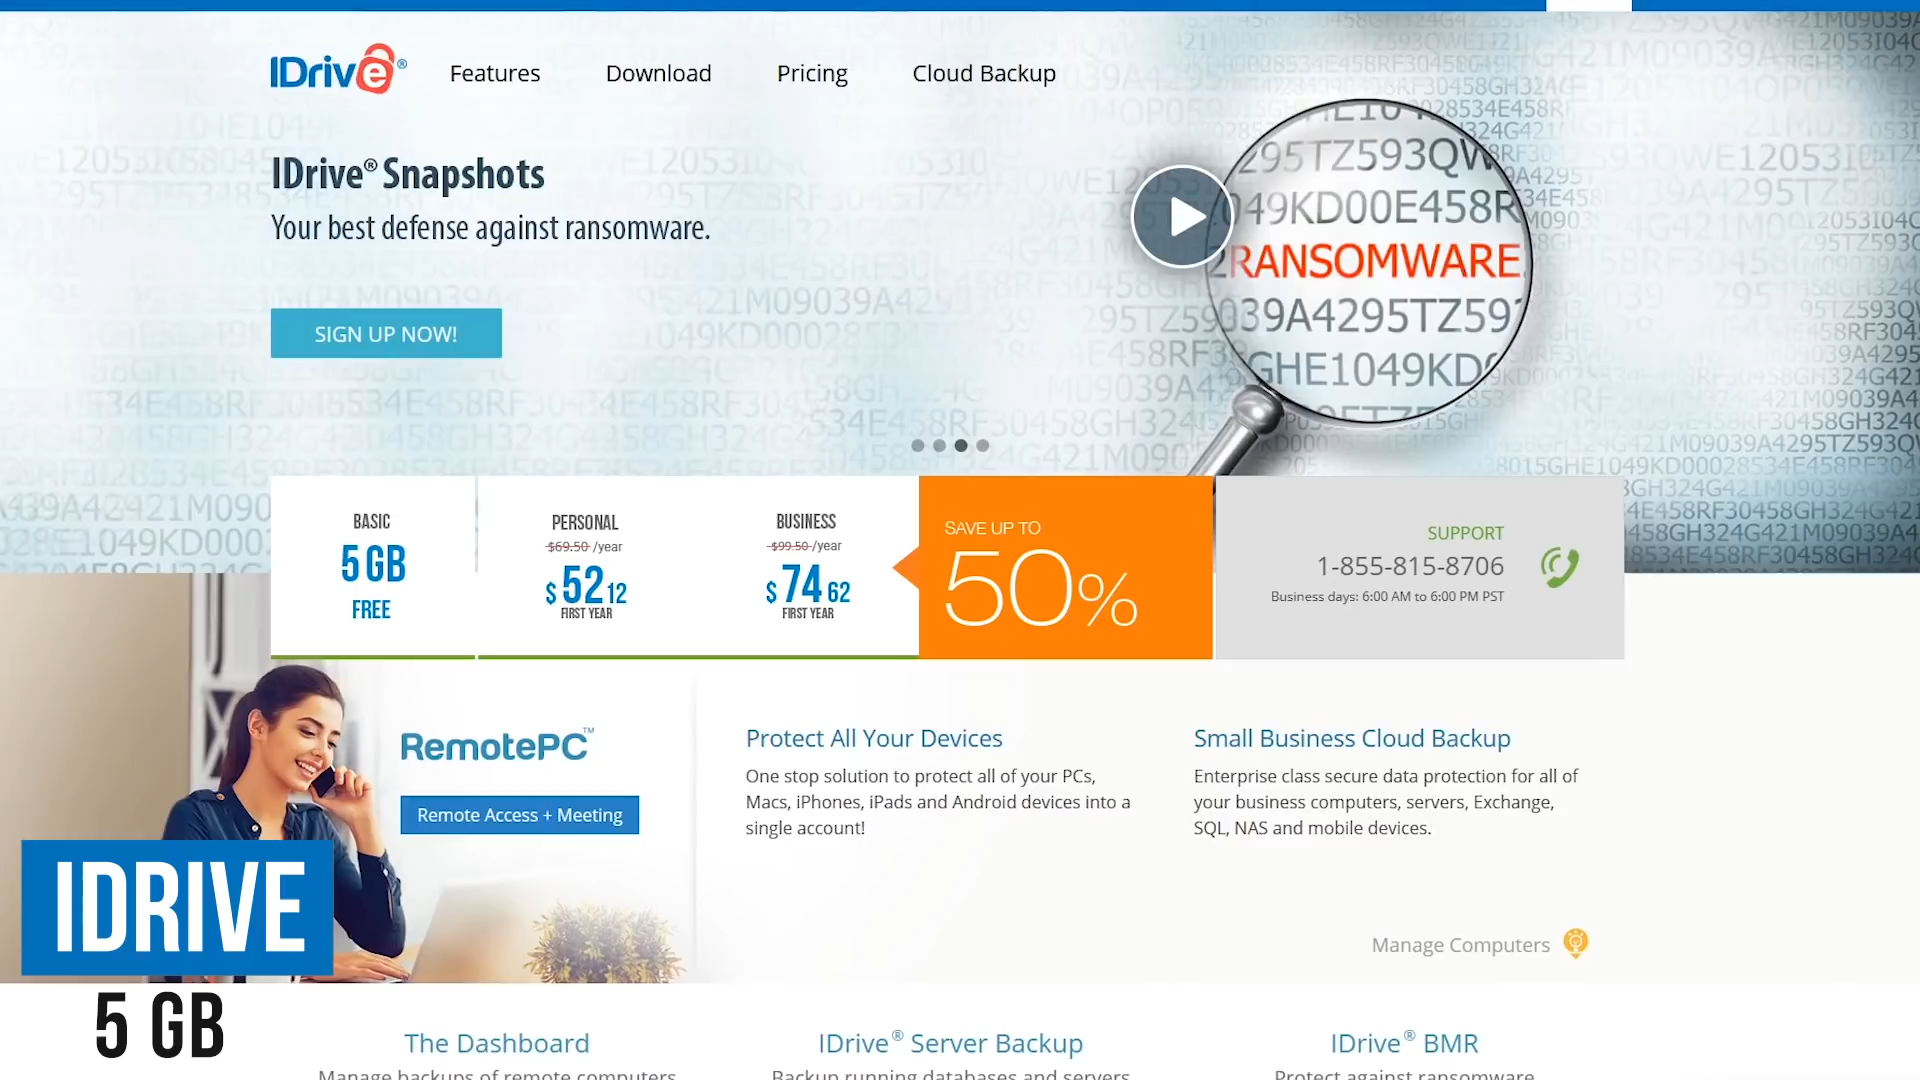 IDrive®
Features
Download
Pricing
Cloud Backup
IDrive® Snapshots
Your best defense against ransomware.
SIGN UP NOW!
295TZ593QW
049KD00E458R
RANSOMWARE
039A4295TZ59
GHE1049KD
BASIC
5 GB
FREE
PERSONAL
$69.50 /year
$ 52 12
FIRST YEAR
BUSINESS
$99.50 /year
$ 74 62
FIRST YEAR
SAVE UP TO
50%
SUPPORT
1-855-815-8706
Business days: 6:00 AM to 6:00 PM PST
RemotePC™
Remote Access + Meeting
Protect All Your Devices
One stop solution to protect all of your PCs,
Macs, iPhones, iPads and Android devices into a
single account!
Small Business Cloud Backup
Enterprise class secure data protection for all of
your business computers, servers, Exchange,
SQL, NAS and mobile devices.
Manage Computers
IDRIVE
5 GB
The Dashboard
Manage backups of remote computers
IDrive® Server Backup
Backup running databases and servers
IDrive® BMR
Protect against ransomware